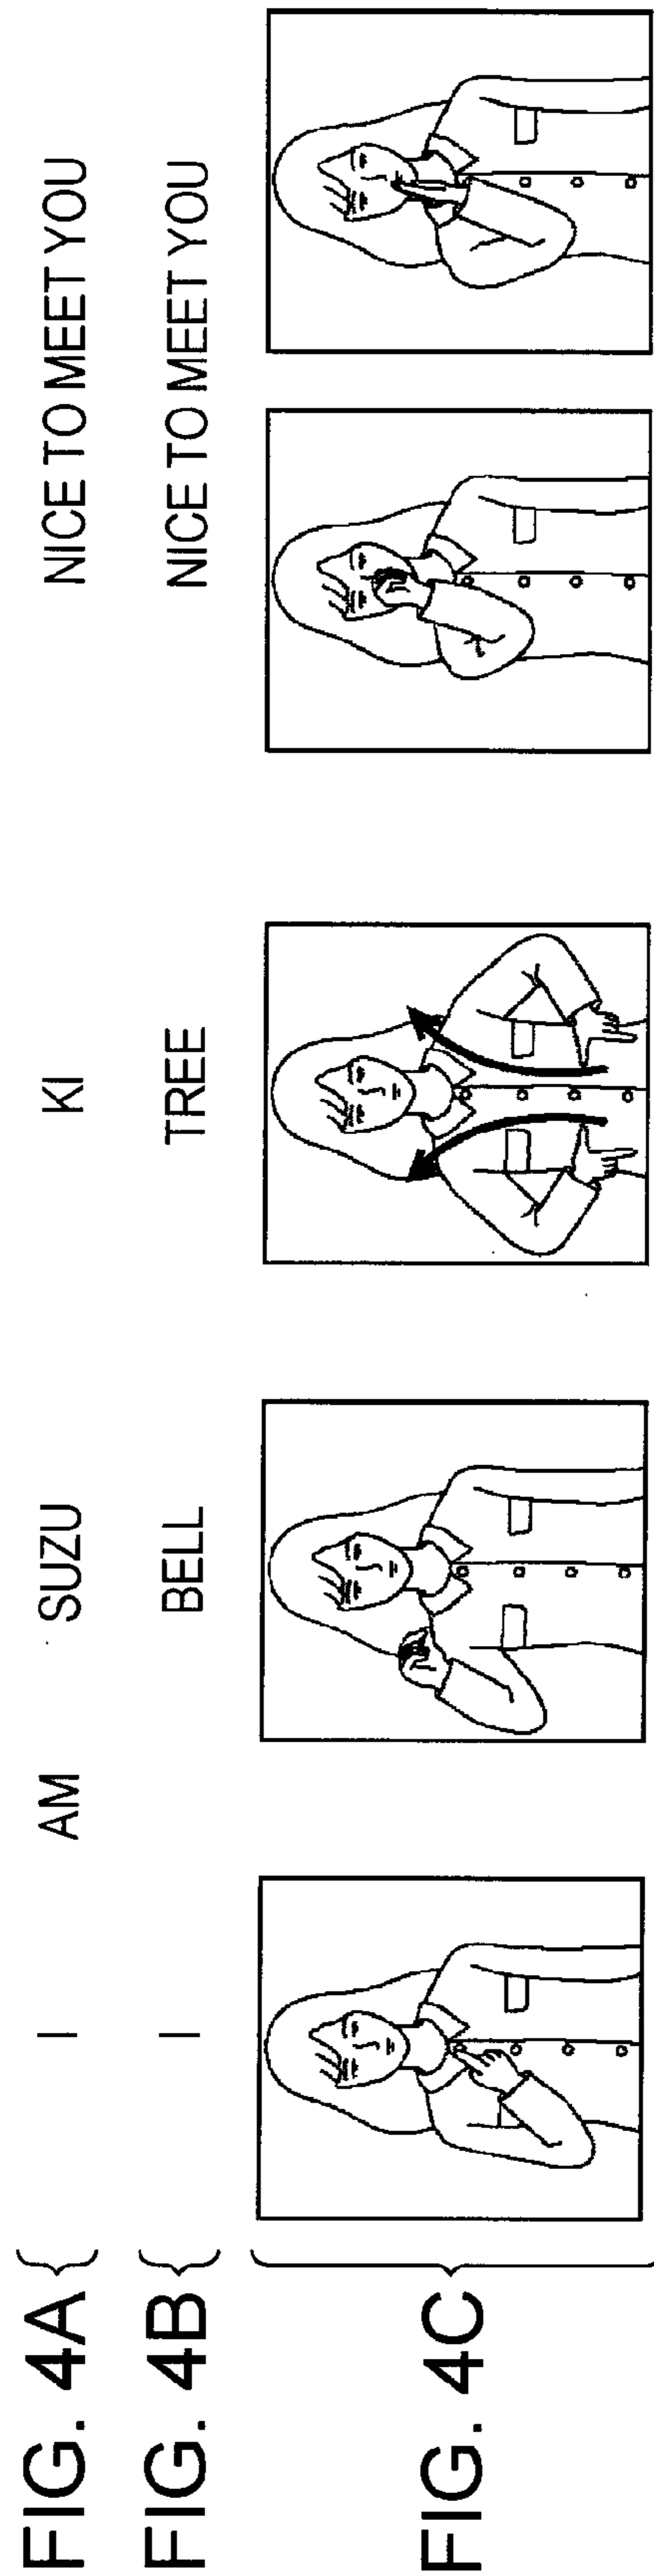 FIG. 4A I AM SUZU KI NICE TO MEET YOU
FIG. 4B I BELL TREE NICE TO MEET YOU
FIG. 4C